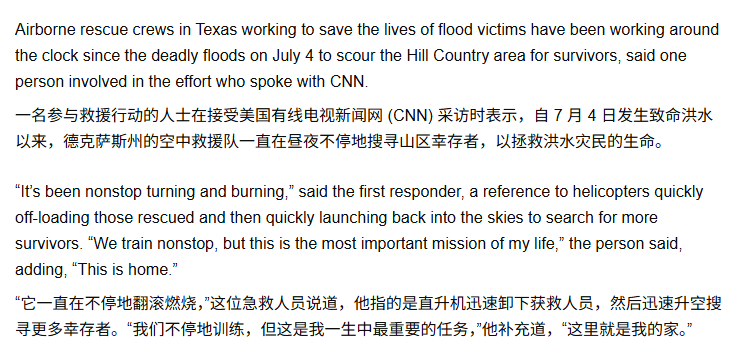 Airborne rescue crews in Texas working to save the lives of flood victims have been working around
the clock since the deadly floods on July 4 to scour the Hill Country area for survivors, said one
person involved in the effort who spoke with CNN.
一名参与救援行动的人士在接受美国有线电视新闻网 (CNN) 采访时表示，自 7 月 4 日发生致命洪水
以来，德克萨斯州的空中救援队一直在昼夜不停地搜寻山区幸存者，以拯救洪水灾民的生命。
“It’s been nonstop turning and burning,” said the first responder, a reference to helicopters quickly
off-loading those rescued and then quickly launching back into the skies to search for more
survivors. “We train nonstop, but this is the most important mission of my life,” the person said,
adding, “This is home.”
“它一直在不停地翻滚燃烧，”这位急救人员说道，他指的是直升机迅速卸下获救人员，然后迅速升空搜
寻更多幸存者。“我们不停地训练，但这是我一生中最重要的任务，”他补充道，“这里就是我的家。”